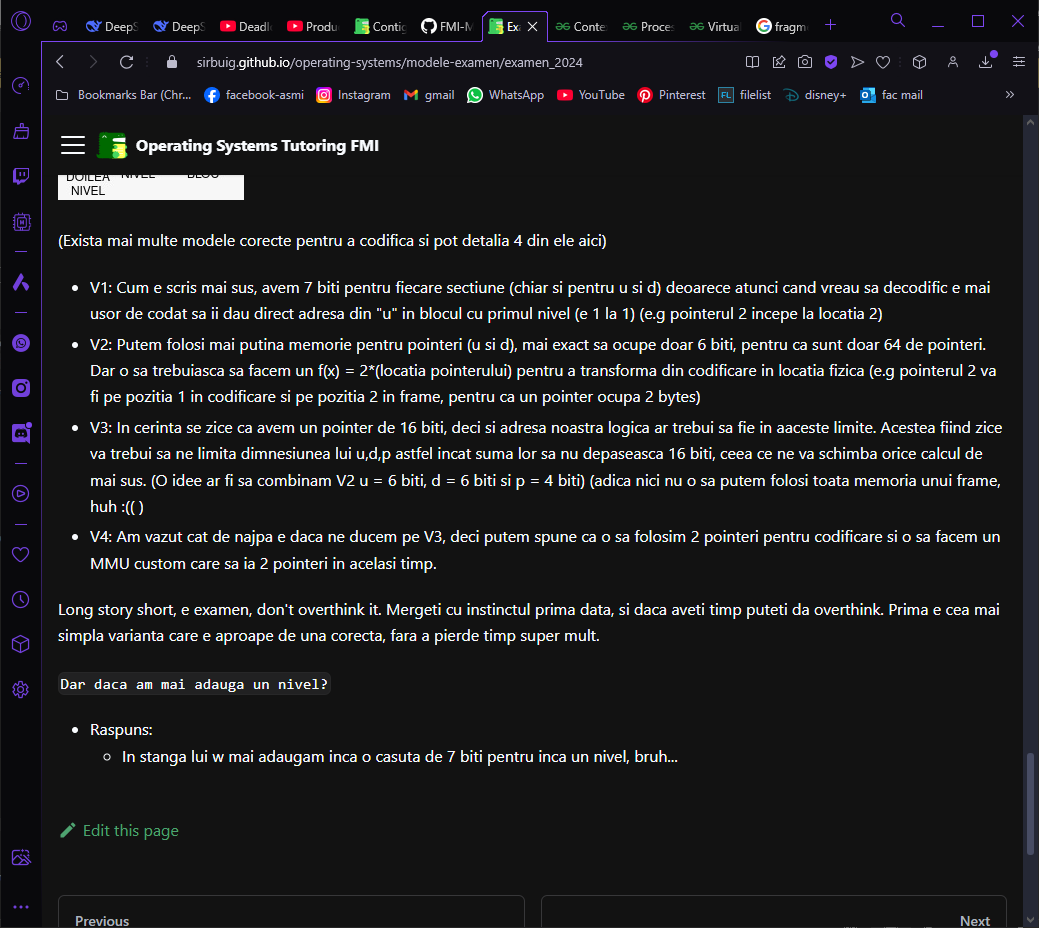 DeepS
DeepS
Deadl
Produ
Contig
FMI-M
Ex
Conte
Proces
Virtua
fragm
sirbuig.github.io/operating-systems/modele-examen/examen_2024
Bookmarks Bar (Chr...
facebook-asmi
Instagram
gmail
WhatsApp
YouTube
Pinterest
FL filelist
disney+
fac mail
Operating Systems Tutoring FMI
DOILEA NIVEL BLOC
NIVEL
(Exista mai multe modele corecte pentru a codifica si pot detalia 4 din ele aici)
V1: Cum e scris mai sus, avem 7 biti pentru fiecare sectiune (chiar si pentru u si d) deoarece atunci cand vreau sa decodific e mai
usor de codat sa ii dau direct adresa din "u" in blocul cu primul nivel (e 1 la 1) (e.g pointerul 2 incepe la locatia 2)
V2: Putem folosi mai putina memorie pentru pointeri (u si d), mai exact sa ocupe doar 6 biti, pentru ca sunt doar 64 de pointeri.
Dar o sa trebuiasca sa facem un f(x) = 2*(locatia pointerului) pentru a transforma din codificare in locatia fizica (e.g pointerul 2 va
fi pe pozitia 1 in codificare si pe pozitia 2 in frame, pentru ca un pointer ocupa 2 bytes)
V3: In cerinta se zice ca avem un pointer de 16 biti, deci si adresa noastra logica ar trebui sa fie in aaceste limite. Acestea fiind zice
va trebui sa ne limita dimnesiunea lui u,d,p astfel incat suma lor sa nu depaseasca 16 biti, ceea ce ne va schimba orice calcul de
mai sus. (O idee ar fi sa combinam V2 u = 6 biti, d = 6 biti si p = 4 biti) (adica nici nu o sa putem folosi toata memoria unui frame,
huh :(( )
V4: Am vazut cat de najpa e daca ne ducem pe V3, deci putem spune ca o sa folosim 2 pointeri pentru codificare si o sa facem un
MMU custom care sa ia 2 pointeri in acelasi timp.
Long story short, e examen, don't overthink it. Mergeti cu instinctul prima data, si daca aveti timp puteti da overthink. Prima e cea mai
simpla varianta care e aproape de una corecta, fara a pierde timp super mult.
Dar daca am mai adauga un nivel?
Raspuns:
In stanga lui w mai adaugam inca o casuta de 7 biti pentru inca un nivel, bruh...
Edit this page
Previous
Next